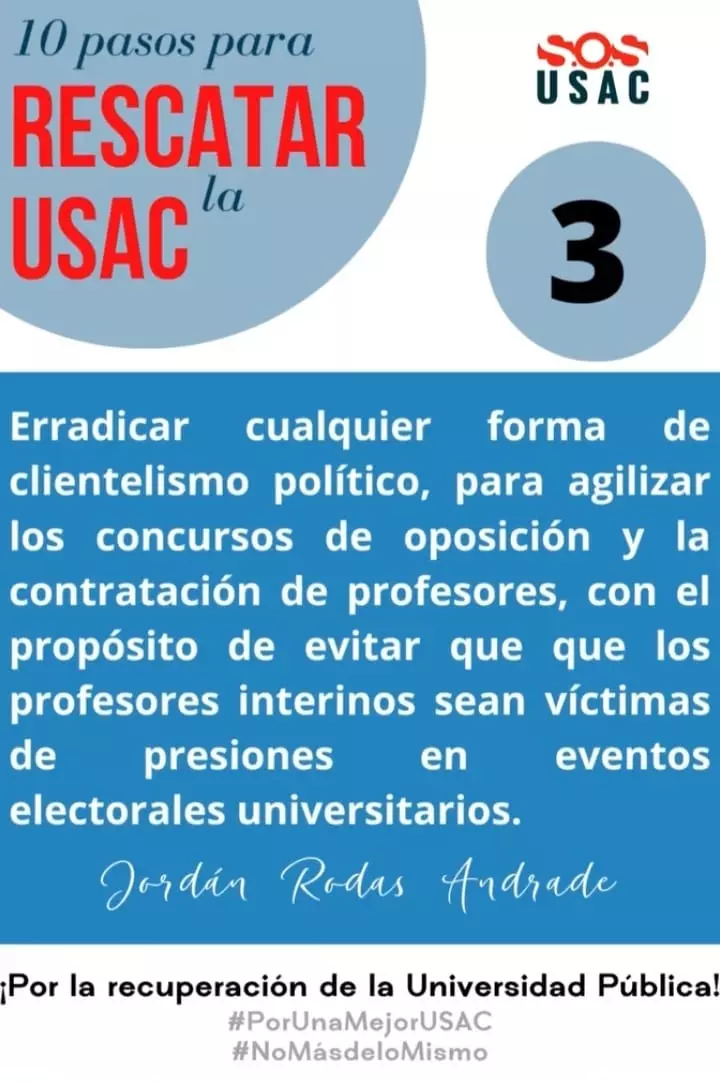 10 pasos para
RESCATAR
la
USAC
S.O.S
USAC
3
Erradicar cualquier forma de
clientelismo político, para agilizar
los concursos de oposición y la
contratación de profesores, con el
propósito de evitar que que los
profesores interinos sean víctimas
de presiones en eventos
electorales universitarios.
Jordán Rodas Andrade
¡Por la recuperación de la Universidad Pública!
#PorUnaMejorUSAC
#NoMásdeloMismo